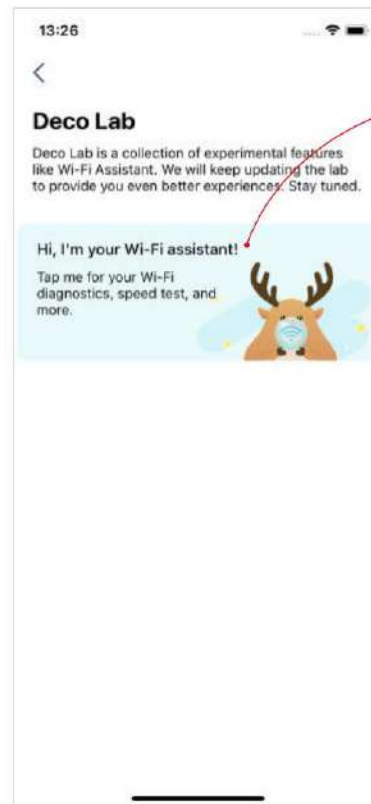 13:26
Deco Lab
Deco Lab is a collection of experimental features
like Wi-Fi Assistant. We will keep updating the lab
to provide you even better experiences. Stay tuned.
Hi, I'm your Wi-Fi assistant!
Tap me for your Wi-Fi
diagnostics, speed test, and
more.